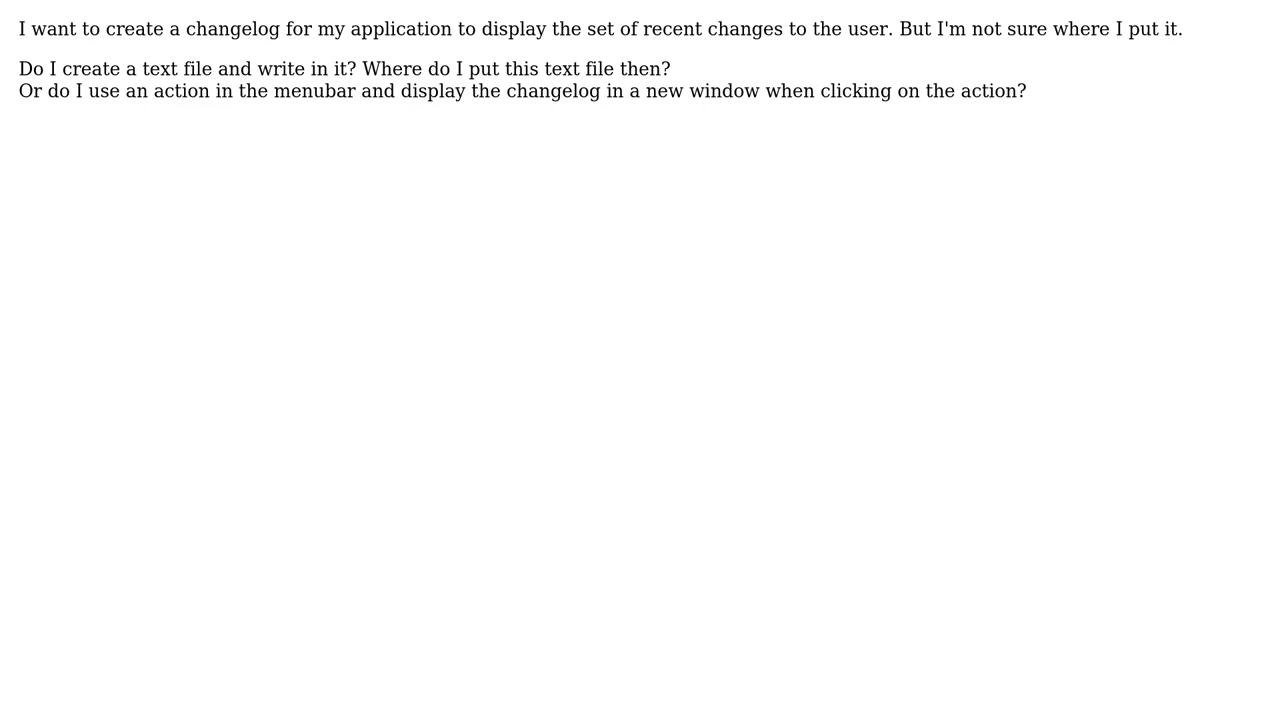 I want to create a changelog for my application to display the set of recent changes to the user. But I'm not sure where I put it.
Do I create a text file and write in it? Where do I put this text file then?
Or do I use an action in the menubar and display the changelog in a new window when clicking on the action?